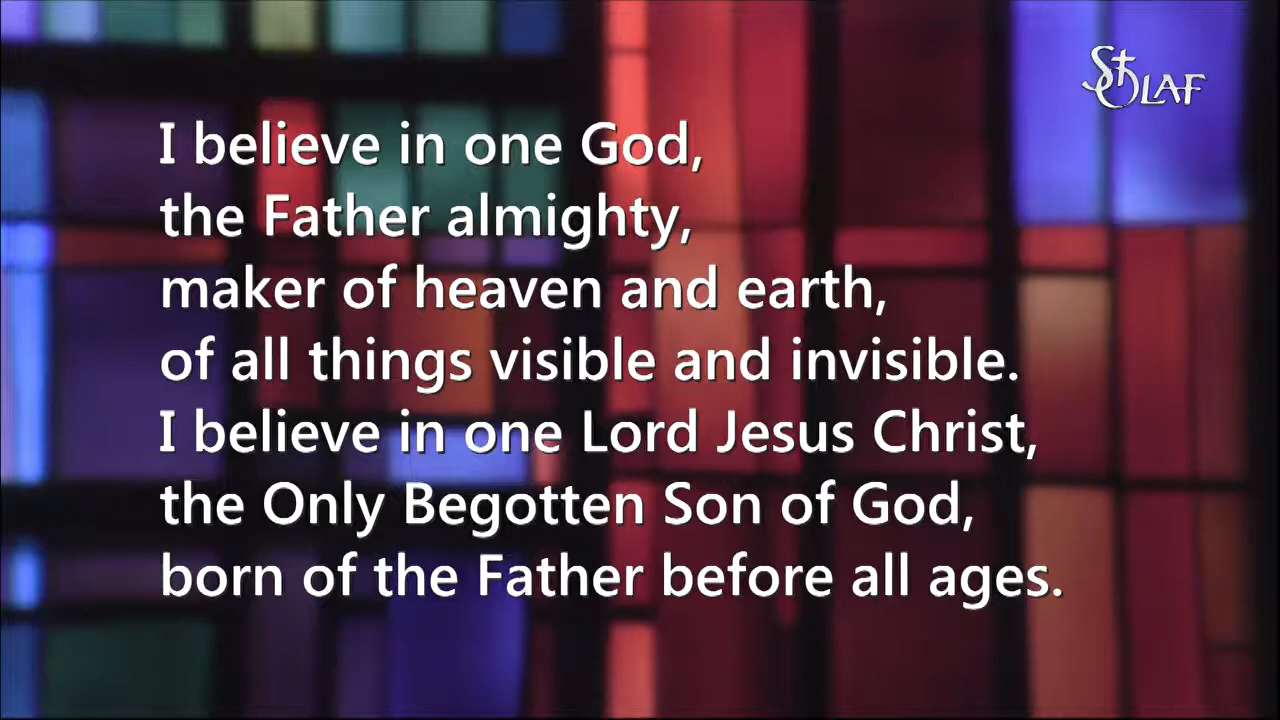 St OLAF
I believe in one God,
the Father almighty,
maker of heaven and earth,
of all things visible and invisible.
I believe in one Lord Jesus Christ,
the Only Begotten Son of God,
born of the Father before all ages.